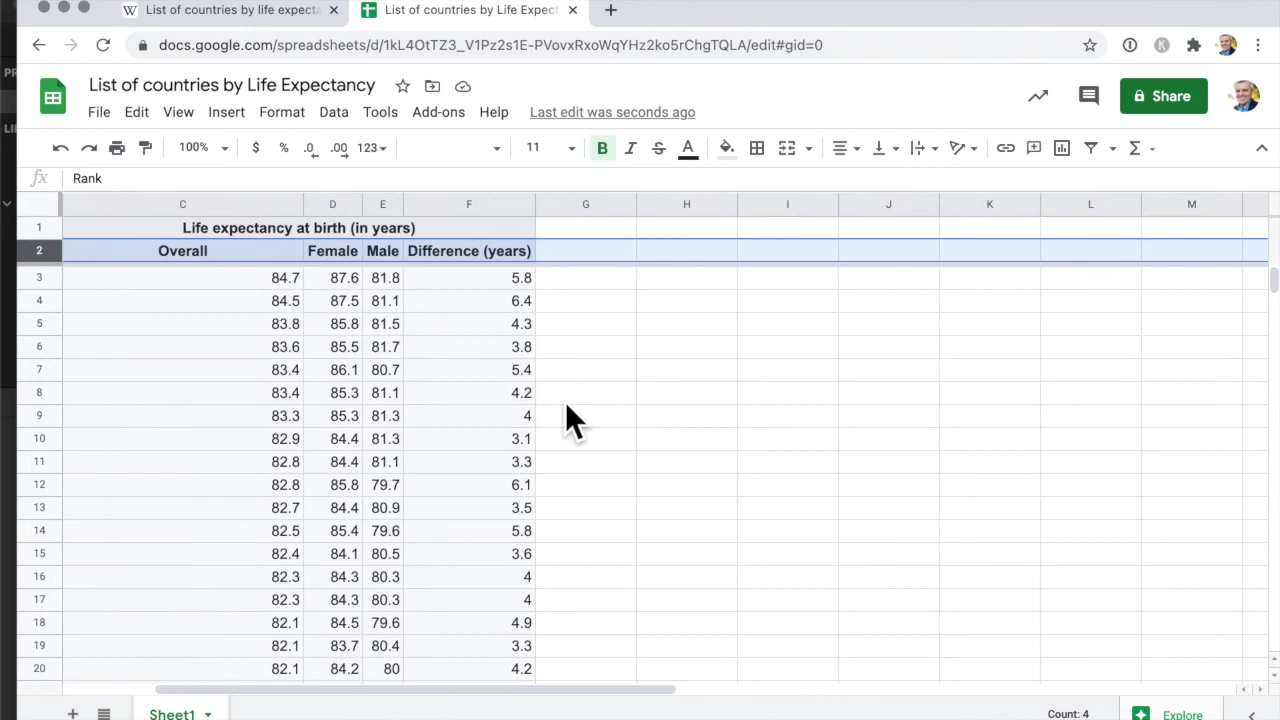 List of countries by life expecta
List of countries by Life Expect
docs.google.com/spreadsheets/d/1kL4OtTZ3_V1Pz2s1E-PVovxRxoWqYHz2ko5rChgTQLA/edit#gid=0
List of countries by Life Expectancy
File Edit View Insert Format Data Tools Add-ons Help Last edit was seconds ago
Share
100% $ % .0 .00 123 11 B I S A
fx Rank
C D E F G H I J K L M
1 Life expectancy at birth (in years)
2 Overall Female Male Difference (years)
3 84.7 87.6 81.8 5.8
4 84.5 87.5 81.1 6.4
5 83.8 85.8 81.5 4.3
6 83.6 85.5 81.7 3.8
7 83.4 86.1 80.7 5.4
8 83.4 85.3 81.1 4.2
9 83.3 85.3 81.3 4
10 82.9 84.4 81.3 3.1
11 82.8 84.4 81.1 3.3
12 82.8 85.8 79.7 6.1
13 82.7 84.4 80.9 3.5
14 82.5 85.4 79.6 5.8
15 82.4 84.1 80.5 3.6
16 82.3 84.3 80.3 4
17 82.3 84.3 80.3 4
18 82.1 84.5 79.6 4.9
19 82.1 83.7 80.4 3.3
20 82.1 84.2 80 4.2
Sheet1 Count: 4 Explore